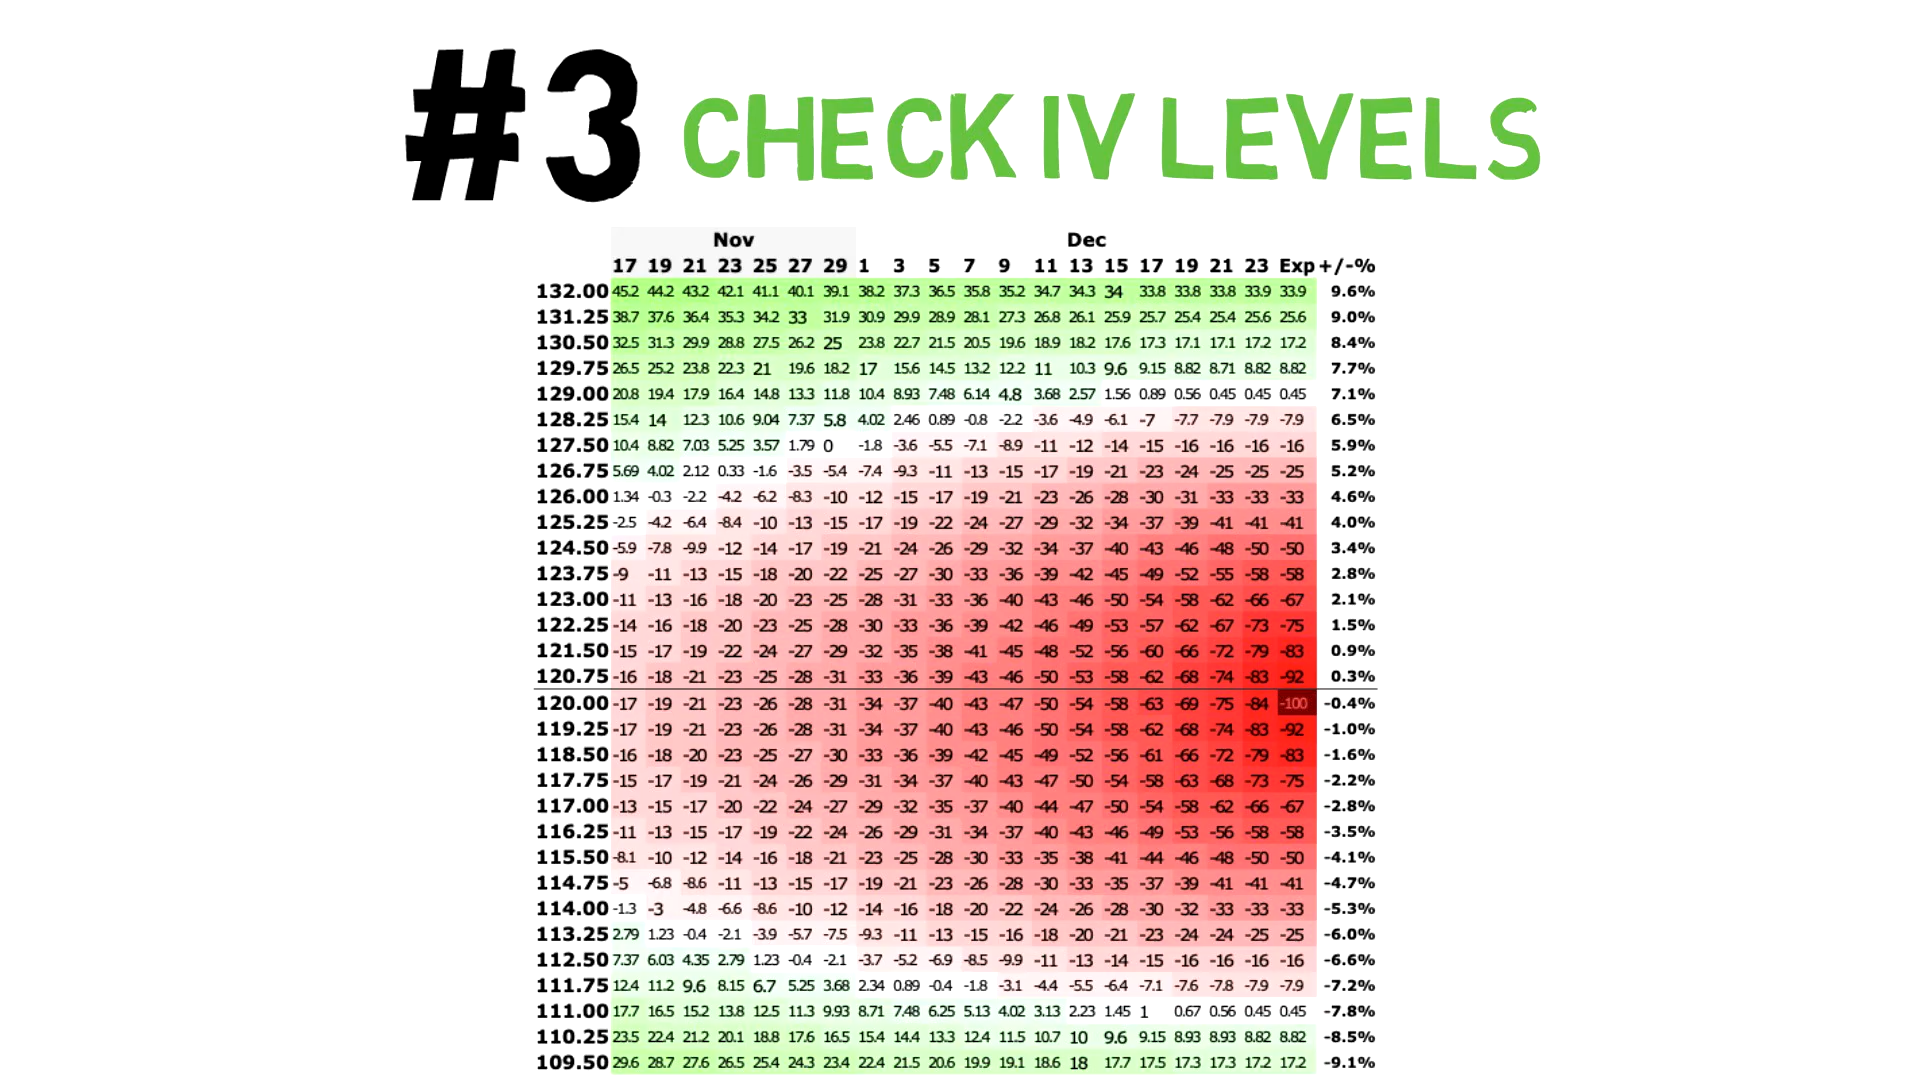 #3 CHECK IV LEVELS
Nov Dec
17 19 21 23 25 27 29 1 3 5 7 9 11 13 15 17 19 21 23 Exp +/-%
132.00 45.2 44.2 43.2 42.1 41.1 40.1 39.1 38.2 37.3 36.5 35.8 35.2 34.7 34.3 34 33.8 33.8 33.8 33.9 33.9 9.6%
131.25 38.7 37.6 36.4 35.3 34.2 33 31.9 30.9 29.9 28.9 28.1 27.3 26.8 26.1 25.9 25.7 25.4 25.4 25.6 25.6 9.0%
130.50 32.5 31.3 29.9 28.8 27.5 26.2 25 23.8 22.7 21.5 20.5 19.6 18.9 18.2 17.6 17.3 17.1 17.1 17.2 17.2 8.4%
129.75 26.5 25.2 23.8 22.3 21 19.6 18.2 17 15.6 14.5 13.2 12.2 11 10.3 9.6 9.15 8.82 8.71 8.82 8.82 7.7%
129.00 20.8 19.4 17.9 16.4 14.8 13.3 11.8 10.4 8.93 7.48 6.14 4.8 3.68 2.57 1.56 0.89 0.56 0.45 0.45 0.45 7.1%
128.25 15.4 14 12.3 10.6 9.04 7.37 5.8 4.02 2.46 0.89 -0.8 -2.2 -3.6 -4.9 -6.1 -7 -7.7 -7.9 -7.9 -7.9 6.5%
127.50 10.4 8.82 7.03 5.25 3.57 1.79 0 -1.8 -3.6 -5.5 -7.1 -8.9 -11 -12 -14 -15 -16 -16 -16 -16 5.9%
126.75 5.69 4.02 2.12 0.33 -1.6 -3.5 -5.4 -7.4 -9.3 -11 -13 -15 -17 -19 -21 -23 -24 -25 -25 -25 5.2%
126.00 1.34 -0.3 -2.2 -4.2 -6.2 -8.3 -10 -12 -15 -17 -19 -21 -23 -26 -28 -30 -31 -33 -33 -33 4.6%
125.25 -2.5 -4.2 -6.4 -8.4 -10 -13 -15 -17 -19 -22 -24 -27 -29 -32 -34 -37 -39 -41 -41 -41 4.0%
124.50 -5.9 -7.8 -9.9 -12 -14 -17 -19 -21 -24 -26 -29 -32 -34 -37 -40 -43 -46 -48 -50 -50 3.4%
123.75 -9 -11 -13 -15 -18 -20 -22 -25 -27 -30 -33 -36 -39 -42 -45 -49 -52 -55 -58 -58 2.8%
123.00 -11 -13 -16 -18 -20 -23 -25 -28 -31 -33 -36 -40 -43 -46 -50 -54 -58 -62 -66 -67 2.1%
122.25 -14 -16 -18 -20 -23 -25 -28 -30 -33 -36 -39 -42 -46 -49 -53 -57 -62 -67 -73 -75 1.5%
121.50 -15 -17 -19 -22 -24 -27 -29 -32 -35 -38 -41 -45 -48 -52 -56 -60 -66 -72 -79 -83 0.9%
120.75 -16 -18 -21 -23 -25 -28 -31 -33 -36 -39 -43 -46 -50 -53 -58 -62 -68 -74 -83 -92 0.3%
120.00 -17 -19 -21 -23 -26 -28 -31 -34 -37 -40 -43 -47 -50 -54 -58 -63 -69 -75 -84 -100 -0.4%
119.25 -17 -19 -21 -23 -26 -28 -31 -34 -37 -40 -43 -46 -50 -54 -58 -62 -68 -74 -83 -92 -1.0%
118.50 -16 -18 -20 -23 -25 -27 -30 -33 -36 -39 -42 -45 -49 -52 -56 -61 -66 -72 -79 -83 -1.6%
117.75 -15 -17 -19 -21 -24 -26 -29 -31 -34 -37 -40 -43 -47 -50 -54 -58 -63 -68 -73 -75 -2.2%
117.00 -13 -15 -17 -20 -22 -24 -27 -29 -32 -35 -37 -40 -44 -47 -50 -54 -58 -62 -66 -67 -2.8%
116.25 -11 -13 -15 -17 -19 -22 -24 -26 -29 -31 -34 -37 -40 -43 -46 -49 -53 -56 -58 -58 -3.5%
115.50 -8.1 -10 -12 -14 -16 -18 -21 -23 -25 -28 -30 -33 -35 -38 -41 -44 -46 -48 -50 -50 -4.1%
114.75 -5 -6.8 -8.6 -11 -13 -15 -17 -19 -21 -23 -26 -28 -30 -33 -35 -37 -39 -41 -41 -41 -4.7%
114.00 -1.3 -3 -4.8 -6.6 -8.6 -10 -12 -14 -16 -18 -20 -22 -24 -26 -28 -30 -32 -33 -33 -33 -5.3%
113.25 2.79 1.23 -0.4 -2.1 -3.9 -5.7 -7.5 -9.3 -11 -13 -15 -16 -18 -20 -21 -23 -24 -24 -25 -25 -6.0%
112.50 7.37 6.03 4.35 2.79 1.23 -0.4 -2.1 -3.7 -5.2 -6.9 -8.5 -9.9 -11 -13 -14 -15 -16 -16 -16 -16 -6.6%
111.75 12.4 11.2 9.6 8.15 6.7 5.25 3.68 2.34 0.89 -0.4 -1.8 -3.1 -4.4 -5.5 -6.4 -7.1 -7.6 -7.8 -7.9 -7.9 -7.2%
111.00 17.7 16.5 15.2 13.8 12.5 11.3 9.93 8.71 7.48 6.25 5.13 4.02 3.13 2.23 1.45 1 0.67 0.56 0.45 0.45 -7.8%
110.25 23.5 22.4 21.2 20.1 18.8 17.6 16.5 15.4 14.4 13.3 12.4 11.5 10.7 10 9.6 9.15 8.93 8.93 8.82 8.82 -8.5%
109.50 29.6 28.7 27.6 26.5 25.4 24.3 23.4 22.4 21.5 20.6 19.9 19.1 18.6 18 17.7 17.5 17.3 17.3 17.2 17.2 -9.1%